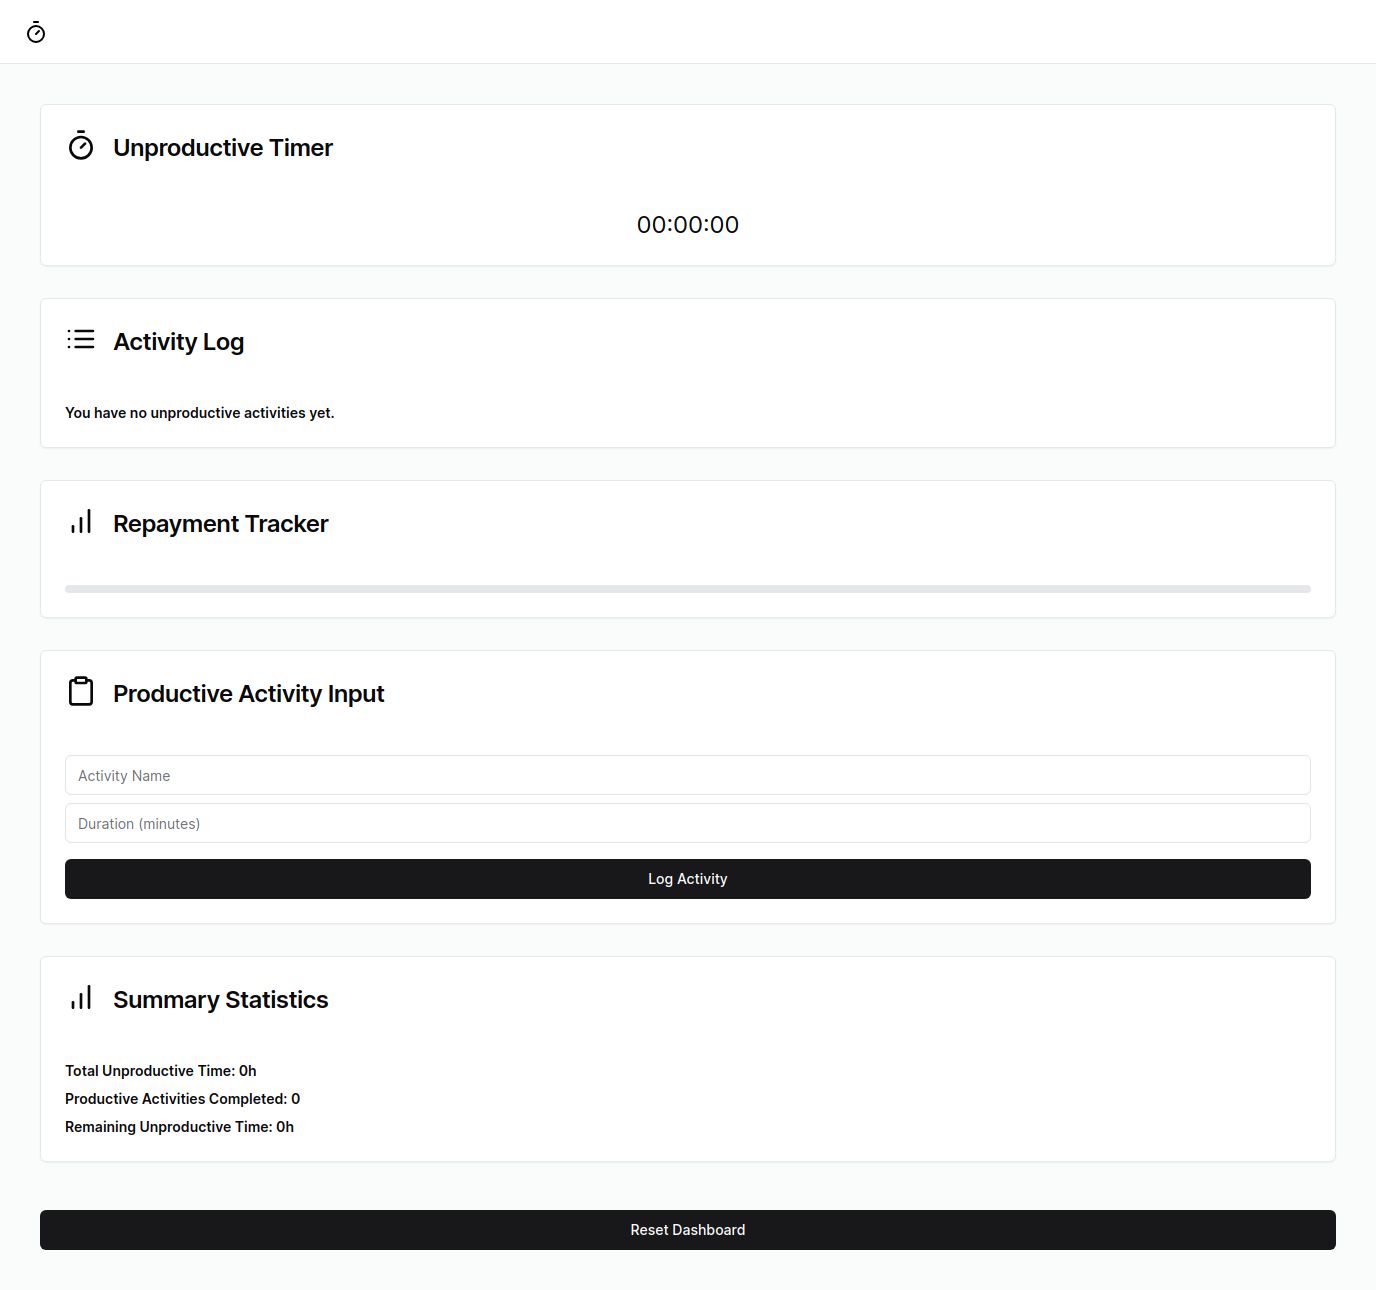 Unproductive Timer
00:00:00
Activity Log
You have no unproductive activities yet.
Repayment Tracker
Productive Activity Input
Activity Name
Duration (minutes)
Log Activity
Summary Statistics
Total Unproductive Time: 0h
Productive Activities Completed: 0
Remaining Unproductive Time: 0h
Reset Dashboard